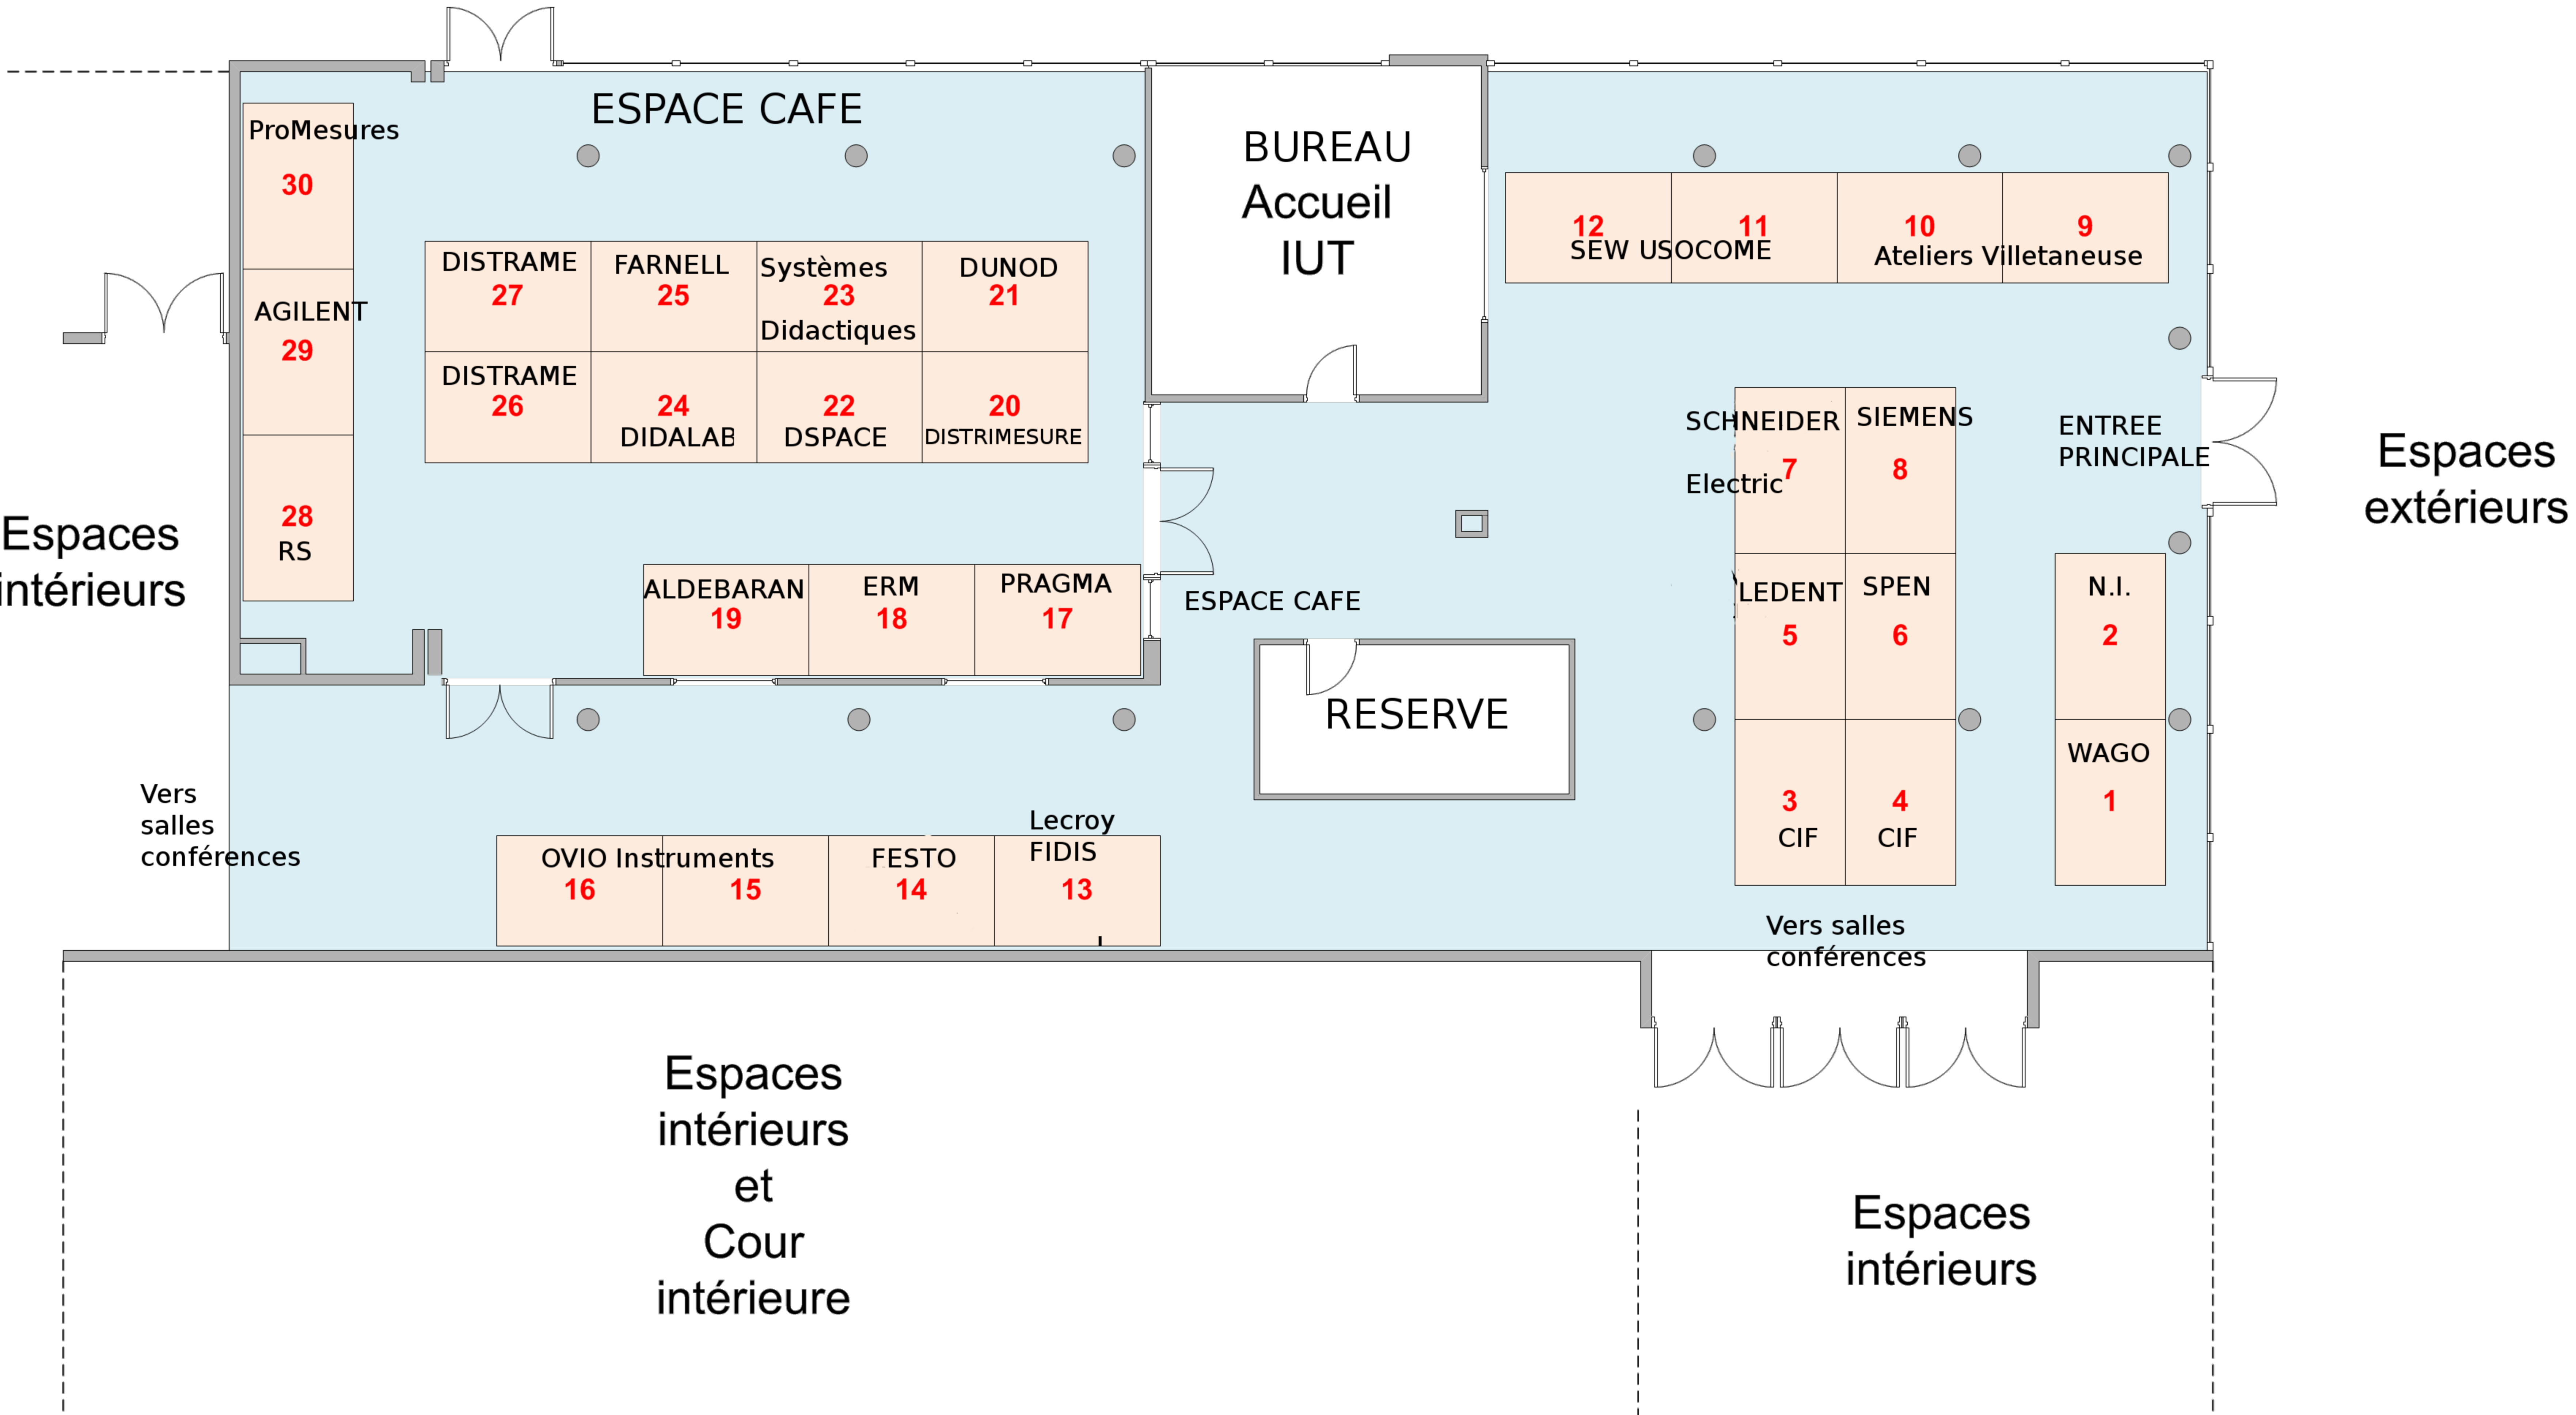 ESPACE CAFE
ProMesures
30
AGILENT
29
28
RS
DISTRAME
27
FARNELL
25
Systèmes
23
Didactiques
DUNOD
21
DISTRAME
26
24
DIDALAB
22
DSPACE
20
DISTRIMESURE
ALDEBARAN
19
ERM
18
PRAGMA
17
BUREAU
Accueil
IUT
12
11
SEW USOCOME
10
9
Ateliers Villetaneuse
SCHNEIDER
Electric
7
SIEMENS
8
ENTREE
PRINCIPALE
Espaces
extérieurs
Espaces
intérieurs
ESPACE CAFE
LEDENT
5
SPEN
6
N.I.
2
RESERVE
3
CIF
4
CIF
WAGO
1
Vers
salles
conférences
OVIO Instruments
16
15
FESTO
14
Lecroy
FIDIS
13
Vers salles
conférences
Espaces
intérieurs
et
Cour
intérieure
Espaces
intérieurs